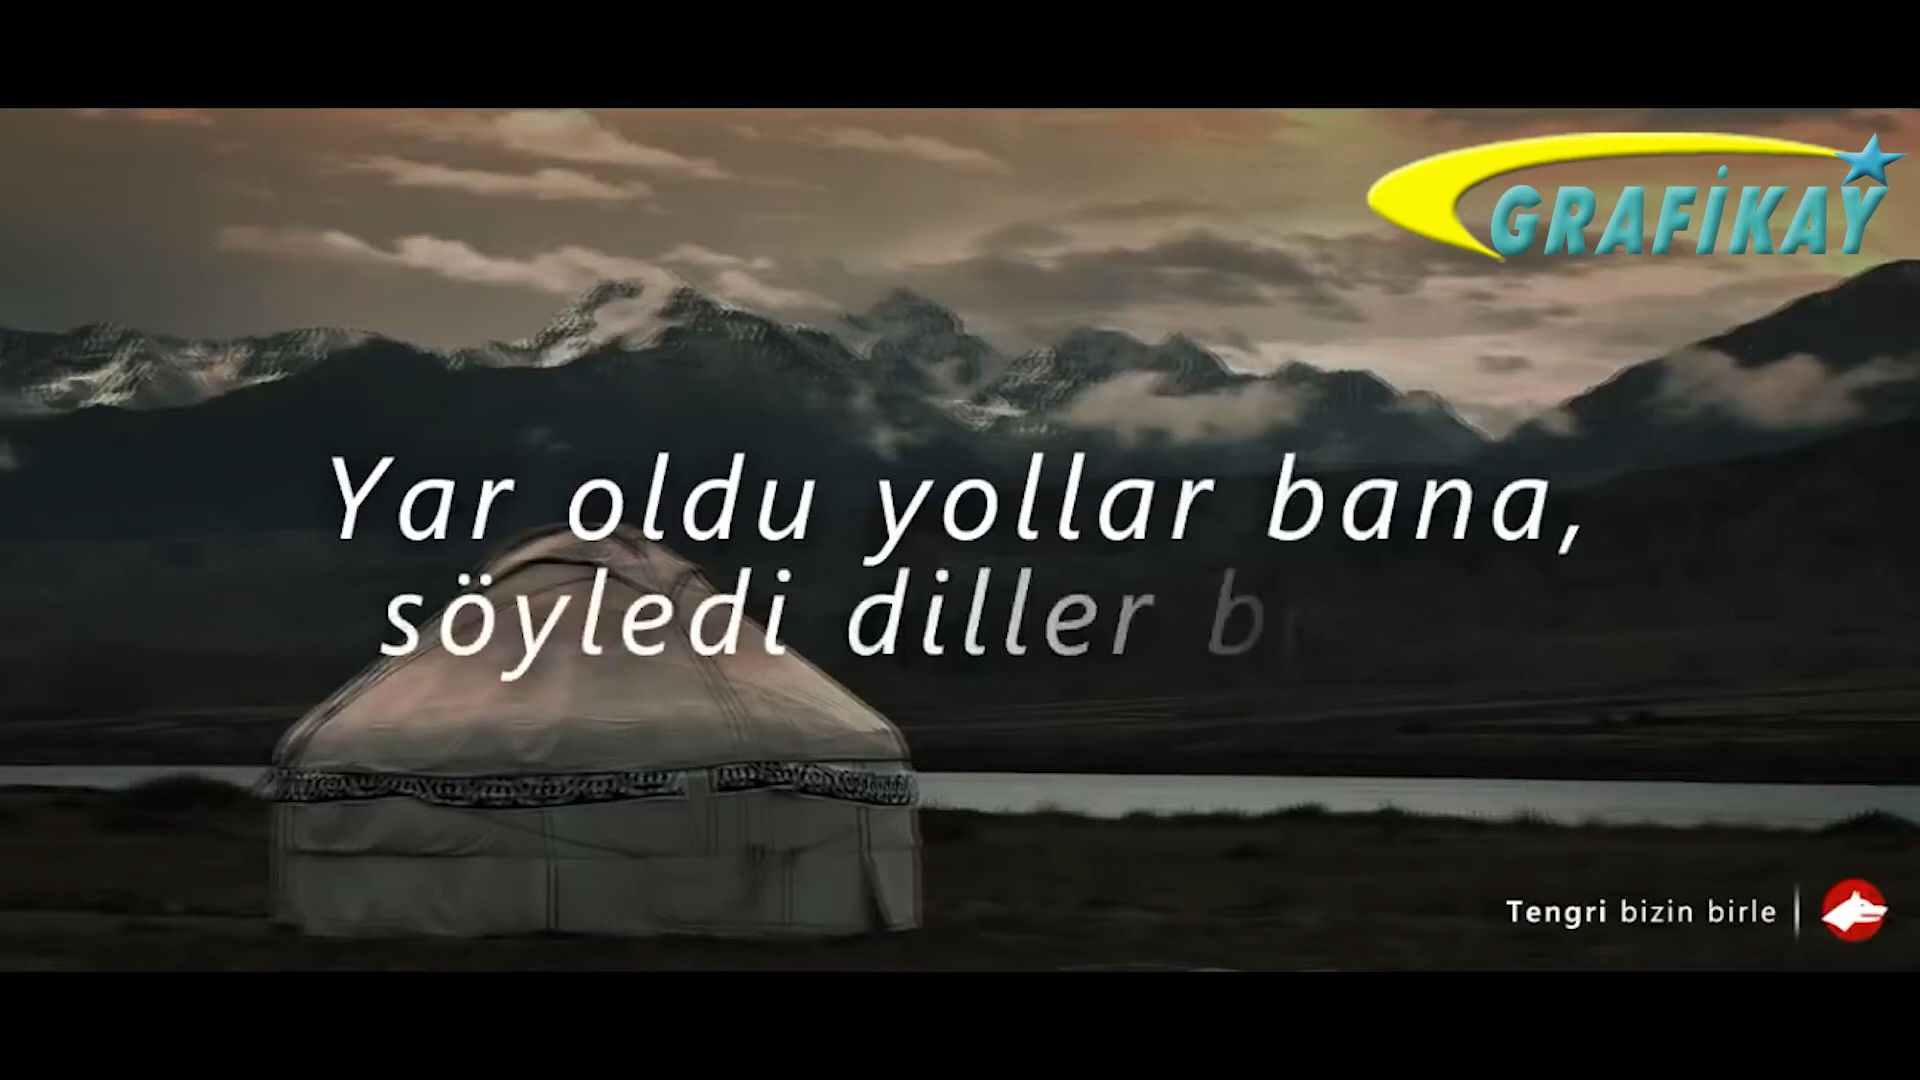 GRAFİKAY
Yar oldu yollar bana,
söyledi diller b
Tengri bizin birle